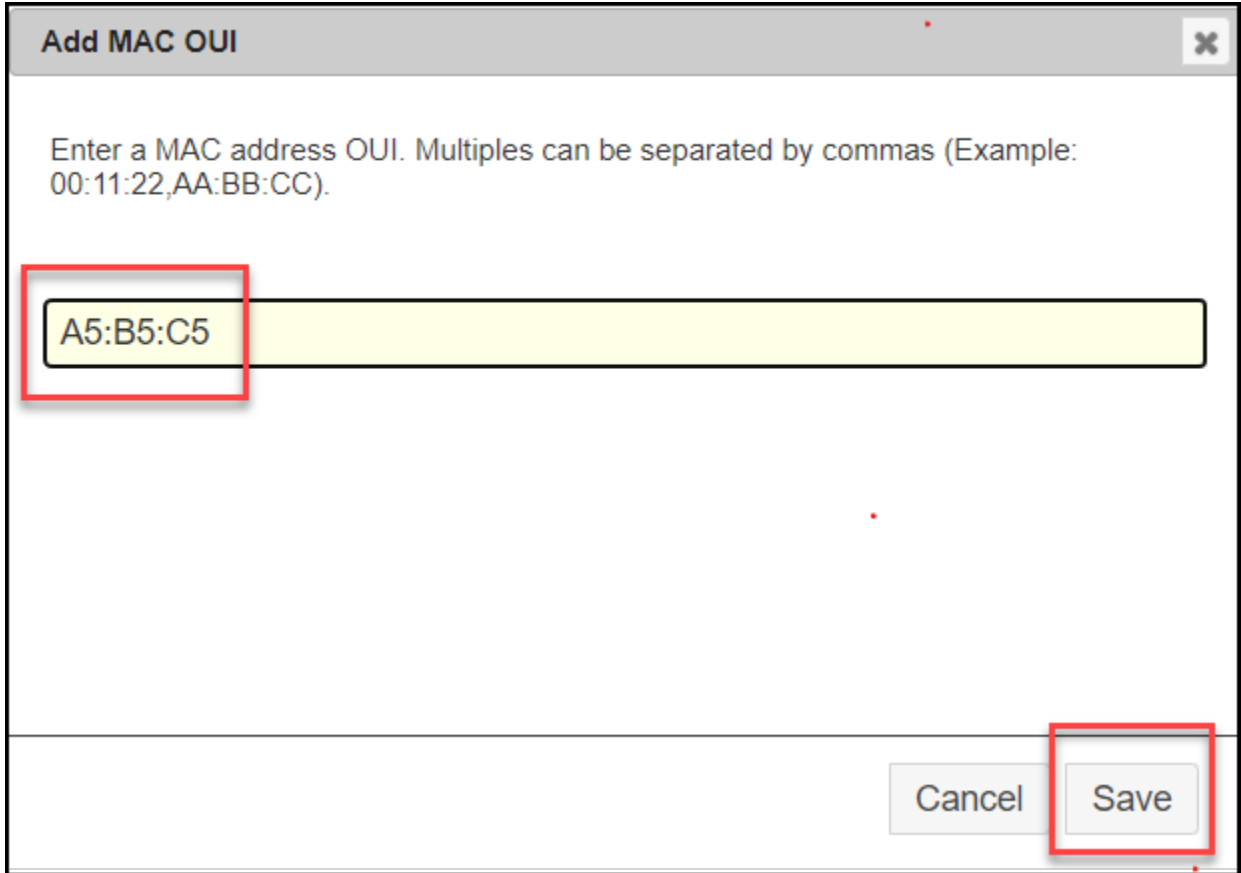 Add MAC OUI
Enter a MAC address OUI. Multiples can be separated by commas (Example:
00:11:22,AA:BB:CC).
A5:B5:C5
Cancel
Save